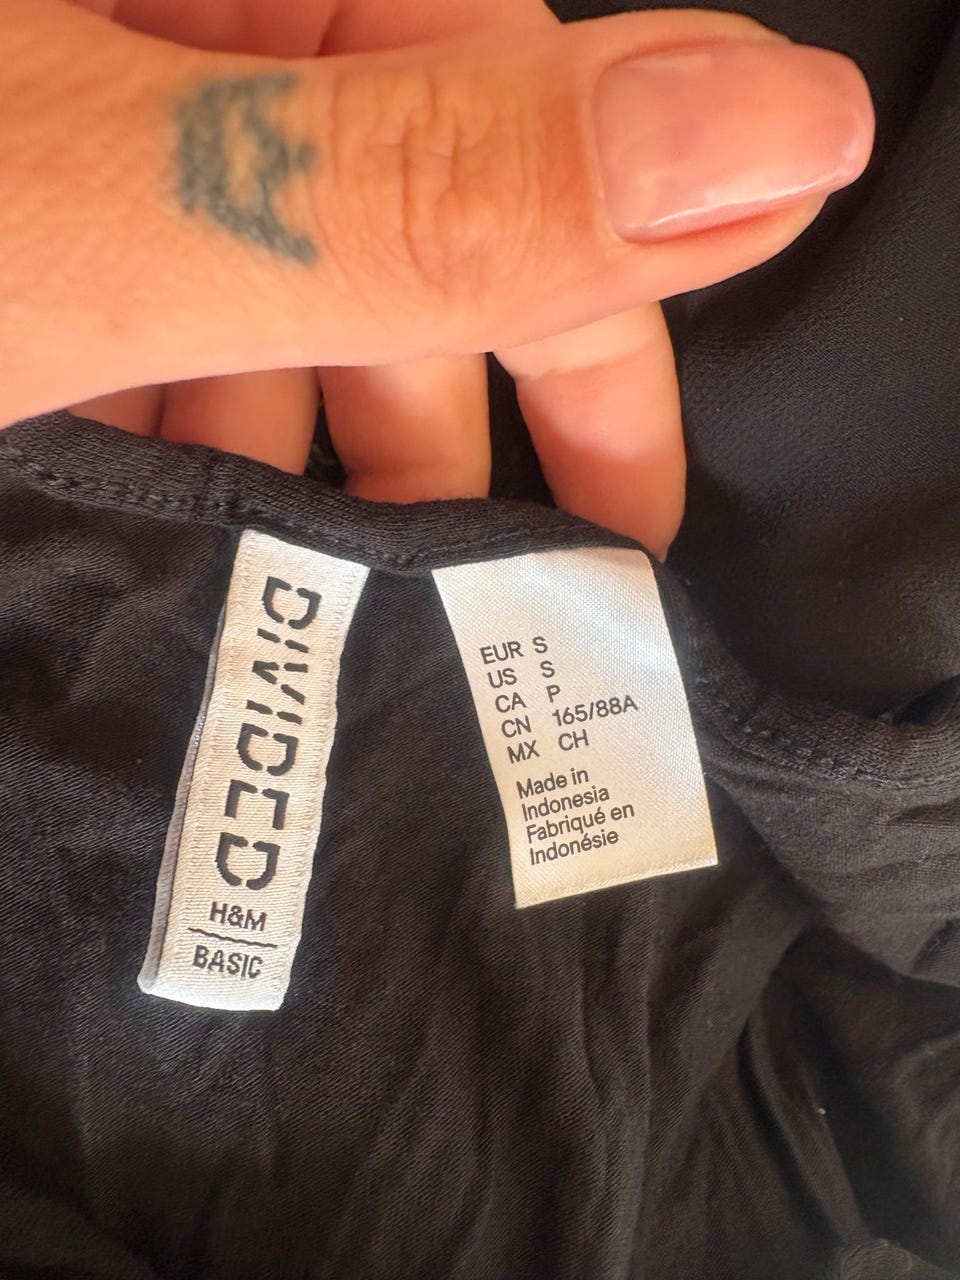 DIVIDED
H&M
BASIC
EUR S
US S
CA P
CN 165/88A
MX CH
Made in
Indonesia
Fabriqué en
Indonésie